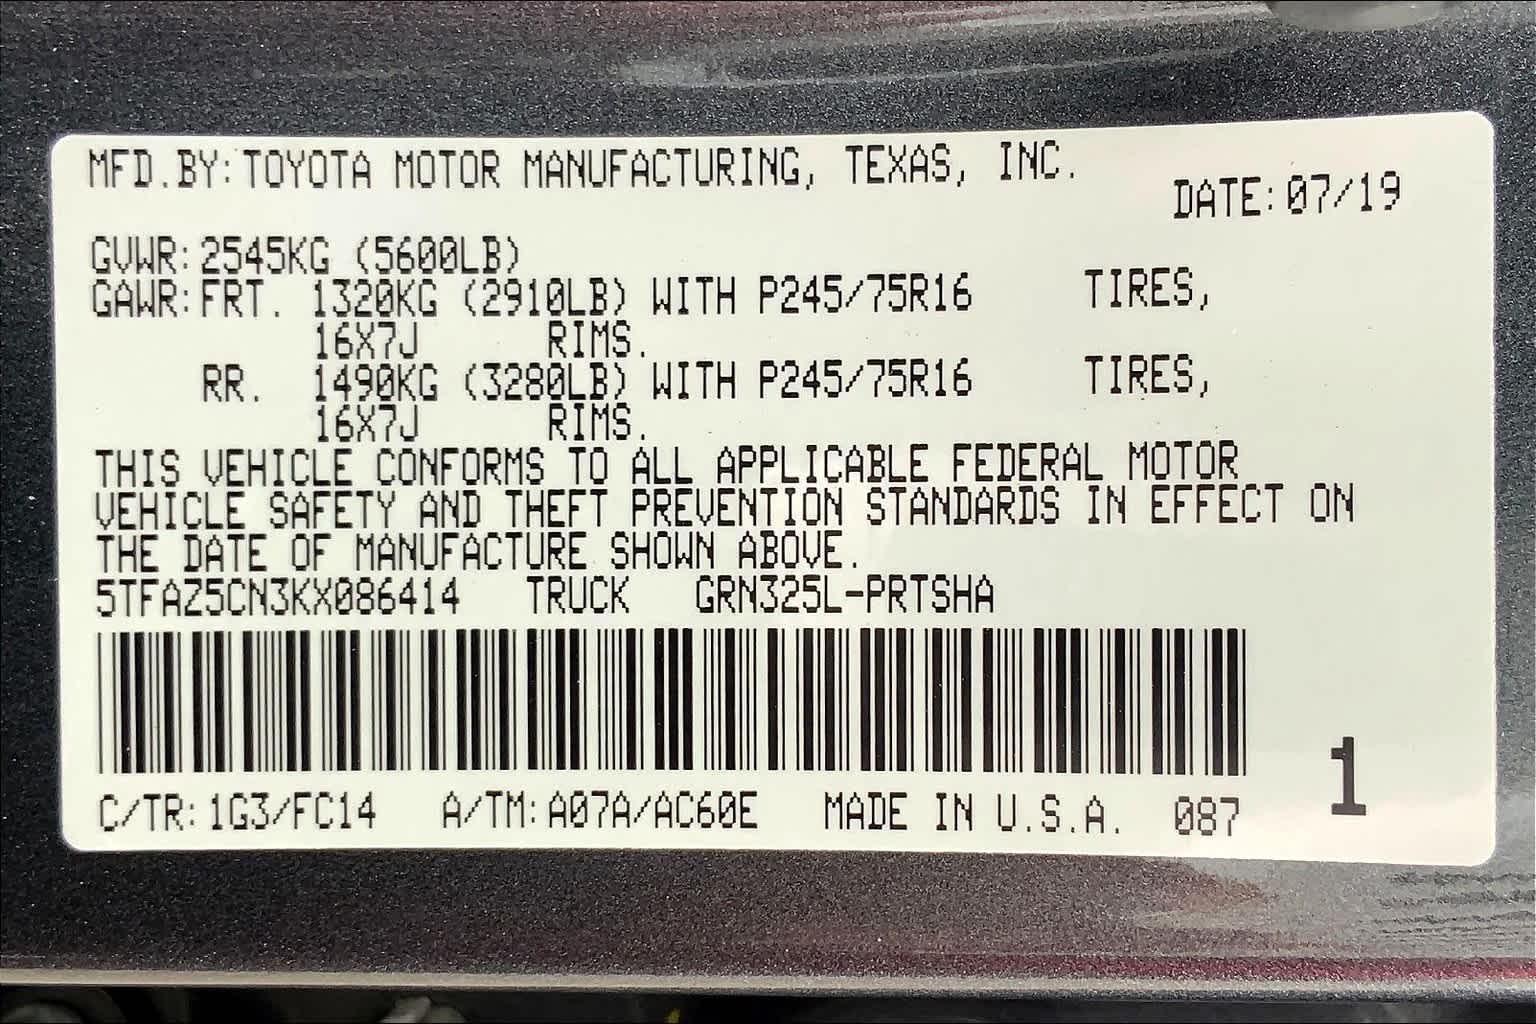 MFD.BY:TOYOTA MOTOR MANUFACTURING, TEXAS, INC.
DATE:07/19
GVWR:2545KG (5600LB)
GAWR:FRT. 1320KG (2910LB) WITH P245/75R16 TIRES,
16X7J RIMS.
RR. 1490KG (3280LB) WITH P245/75R16 TIRES,
16X7J RIMS.
THIS VEHICLE CONFORMS TO ALL APPLICABLE FEDERAL MOTOR
VEHICLE SAFETY AND THEFT PREVENTION STANDARDS IN EFFECT ON
THE DATE OF MANUFACTURE SHOWN ABOVE.
5TFAZ5CN3KX086414 TRUCK GRN325L-PRTSHA
C/TR:1G3/FC14 A/TM:A07A/AC60E MADE IN U.S.A. 087
1